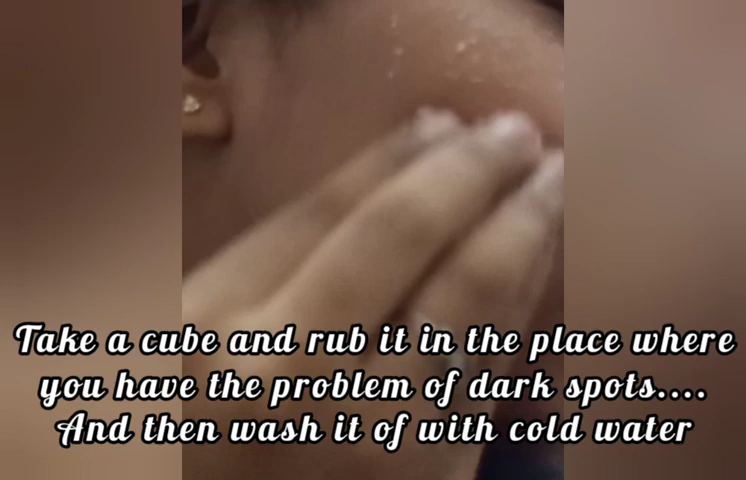 Take a cube and rub it in the place where
you have the problem of dark spots....
And then wash it of with cold water